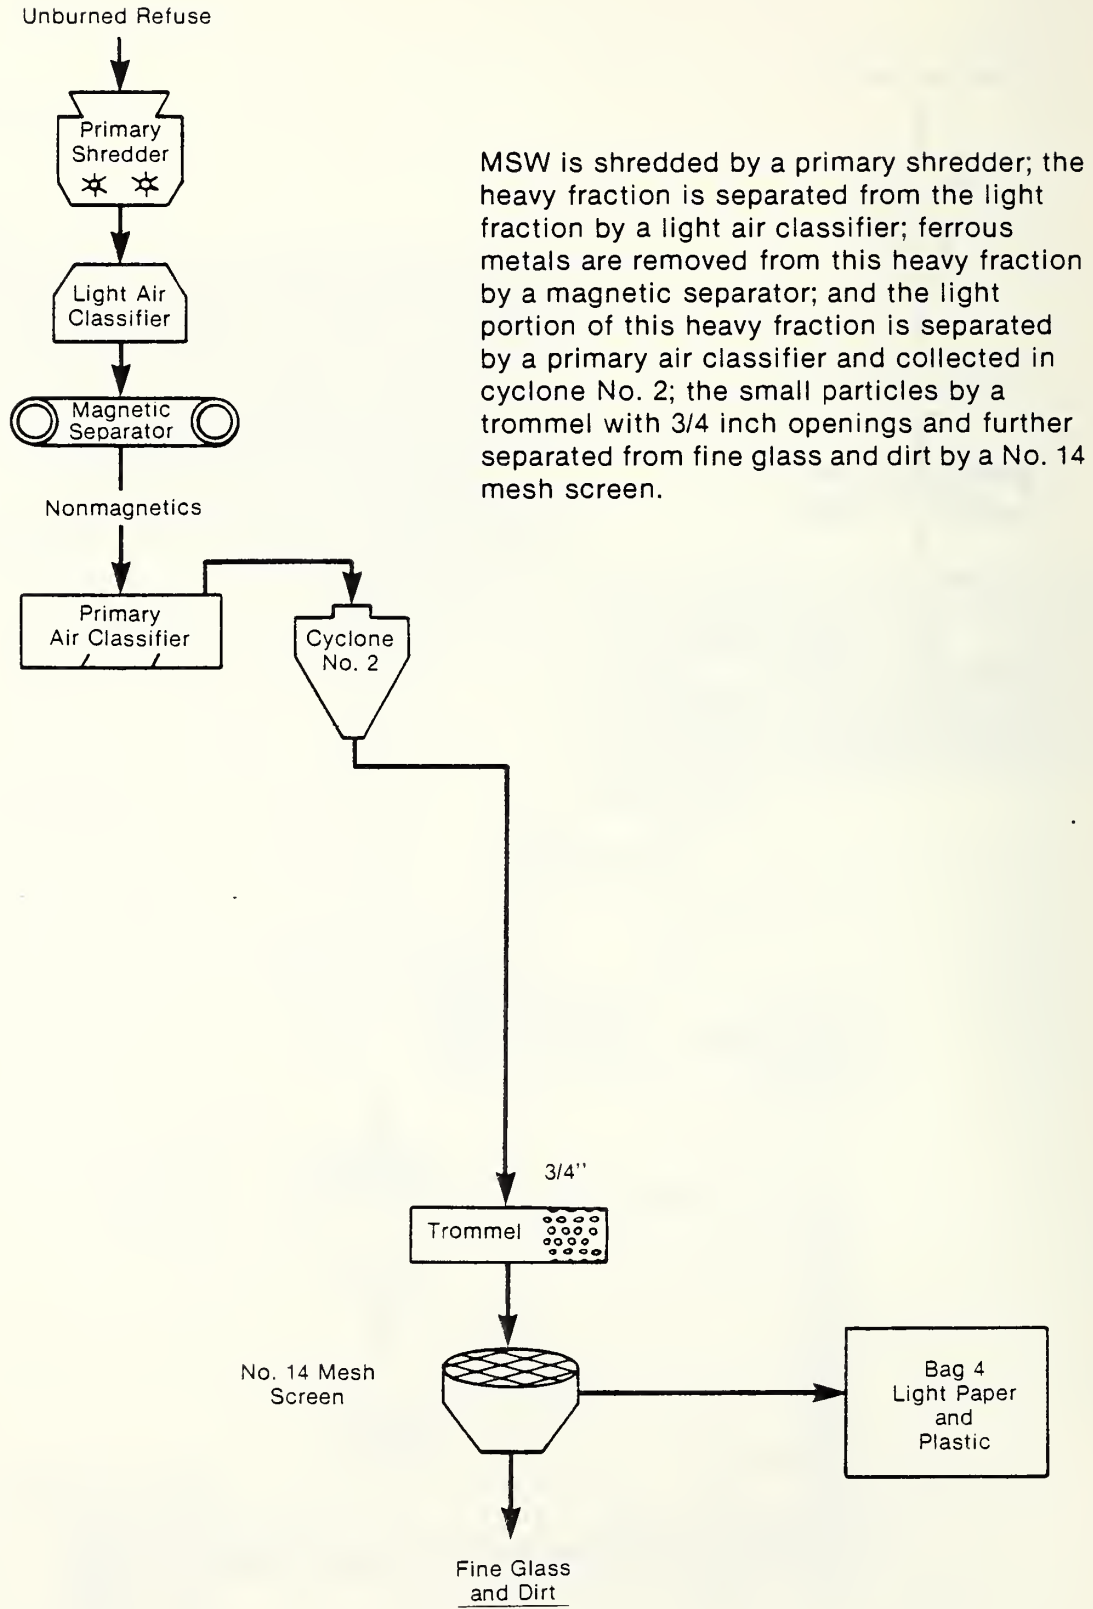 Unburned Refuse
Primary
Shredder
MSW is shredded by a primary shredder; the
heavy fraction is separated from the light
fraction by a light air classifier; ferrous
metals are removed from this heavy fraction
by a magnetic separator; and the light
portion of this heavy fraction is separated
by a primary air classifier and collected in
cyclone No. 2; the small particles by a
trommel with 3/4 inch openings and further
separated from fine glass and dirt by a No. 14
mesh screen.
Light Air
Classifier
Magnetic
Separator
Nonmagnetics
Primary
Air Classifier
Cyclone
No. 2
3/4''
Trommel
No. 14 Mesh
Screen
Bag 4
Light Paper
and
Plastic
Fine Glass
and Dirt